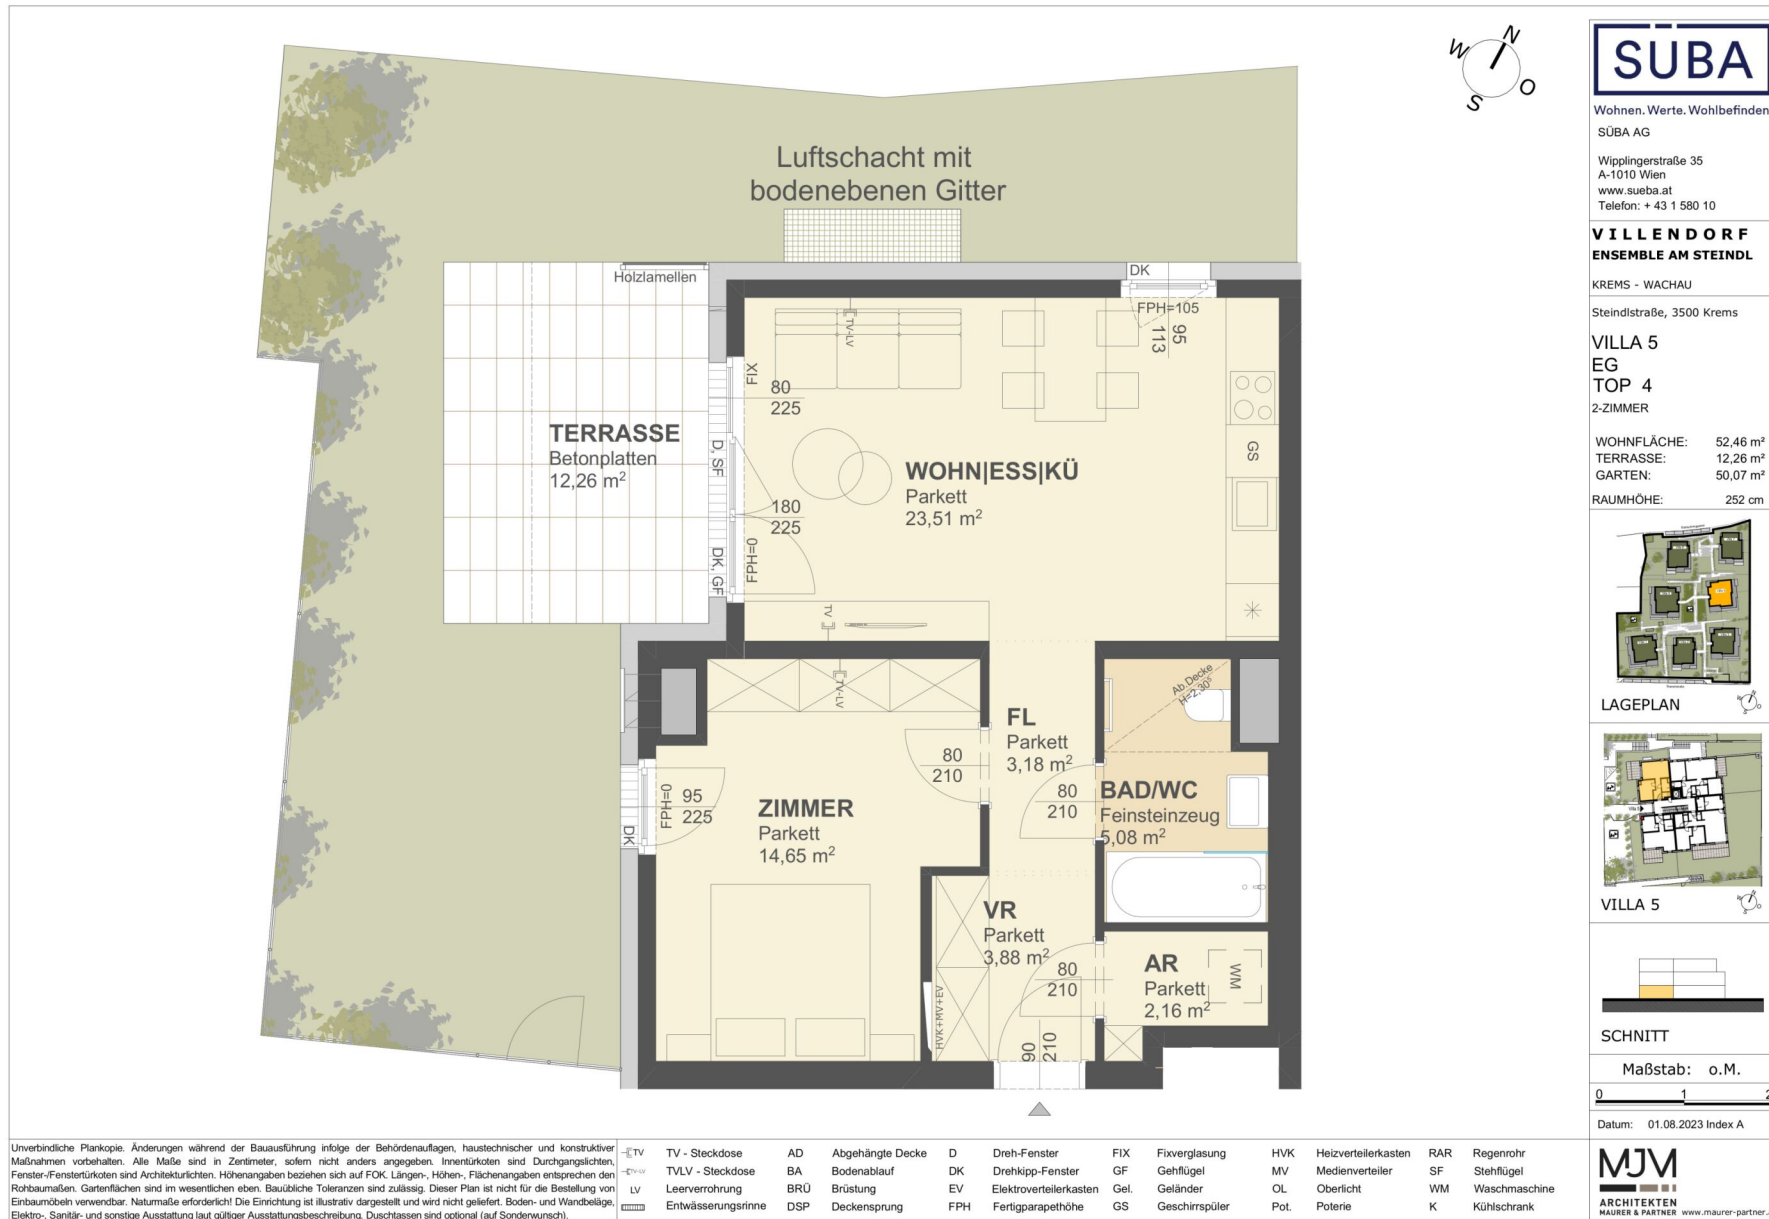 Luftschacht mit
bodenebenen Gitter
Holzlamellen
DK
FPH=105
95
113
TV-LV
FIX
80
225
TERRASSE
Betonplatten
12,26 m²
D, SF
WOHN|ESS|KÜ
Parkett
23,51 m²
GS
180
225
DK, GF
FPH=0
TV
TV-LV
Ab.Decke
H=2,30⁵
FL
Parkett
3,18 m²
80
210
80
210
BAD/WC
Feinsteinzeug
5,08 m²
FPH=0
95
225
DK
ZIMMER
Parkett
14,65 m²
VR
Parkett
3,88 m²
80
210
AR
Parkett
2,16 m²
WM
HVK+MV+EV
90
210
W
N
S
O
SÜBA
Wohnen. Werte. Wohlbefinden
SÜBA AG
Wipplingerstraße 35
A-1010 Wien
www.sueba.at
Telefon: + 43 1 580 10
VILLENDORF
ENSEMBLE AM STEINDL
KREMS - WACHAU
Steindlstraße, 3500 Krems
VILLA 5
EG
TOP 4
2-ZIMMER
WOHNFLÄCHE: 52,46 m²
TERRASSE: 12,26 m²
GARTEN: 50,07 m²
RAUMHÖHE: 252 cm
LAGEPLAN
VILLA 5
SCHNITT
Maßstab: o.M.
0 1 2
Datum: 01.08.2023 Index A
MJM
ARCHITEKTEN
MAURER & PARTNER www.maurer-partner.
Unverbindliche Plankopie. Änderungen während der Bauausführung infolge der Behördenauflagen, haustechnischer und konstruktiver
Maßnahmen vorbehalten. Alle Maße sind in Zentimeter, sofern nicht anders angegeben. Innentürkoten sind Durchgangslichten,
Fenster-/Fenstertürkoten sind Architekturlichten. Höhenangaben beziehen sich auf FOK. Längen-, Höhen-, Flächenangaben entsprechen den
Rohbaumaßen. Gartenflächen sind im wesentlichen eben. Bauübliche Toleranzen sind zulässig. Dieser Plan ist nicht für die Bestellung von
Einbaumöbeln verwendbar. Naturmaße erforderlich! Die Einrichtung ist illustrativ dargestellt und wird nicht geliefert. Boden- und Wandbeläge,
Elektro-, Sanitär- und sonstige Ausstattung laut gültiger Ausstattungsbeschreibung. Duschtassen sind optional (auf Sonderwunsch).
TV TV - Steckdose AD Abgehängte Decke D Dreh-Fenster FIX Fixverglasung HVK Heizverteilerkasten RAR Regenrohr
TV-LV TVLV - Steckdose BA Bodenablauf DK Drehkipp-Fenster GF Gehflügel MV Medienverteiler SF Stehflügel
LV Leerverrohrung BRÜ Brüstung EV Elektroverteilerkasten Gel. Geländer OL Oberlicht WM Waschmaschine
Entwässerungsrinne DSP Deckensprung FPH Fertigparapethöhe GS Geschirrspüler Pot. Poterie K Kühlschrank